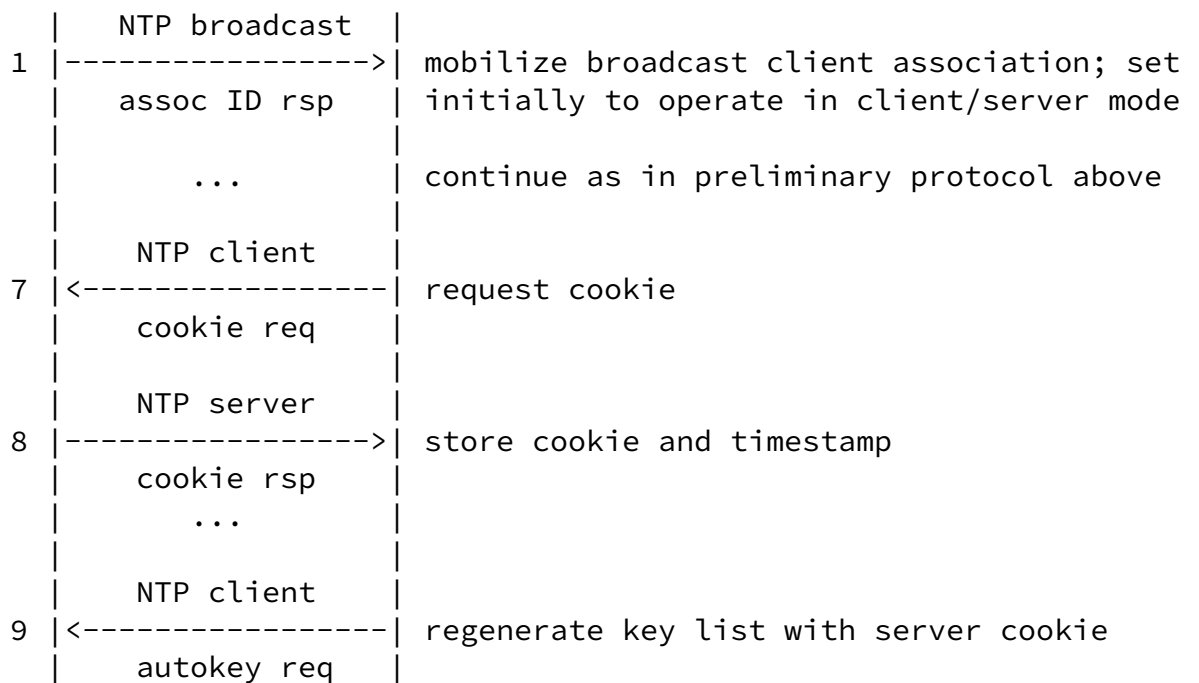 | NTP broadcast |
1 |----------------->| mobilize broadcast client association; set
| assoc ID rsp | initially to operate in client/server mode
| |
| ... | continue as in preliminary protocol above
| |
| NTP client |
7 |<-----------------| request cookie
| cookie req |
| |
| NTP server |
8 |----------------->| store cookie and timestamp
| cookie rsp |
| ... |
| |
| NTP client |
9 |<-----------------| regenerate key list with server cookie
| autokey req |